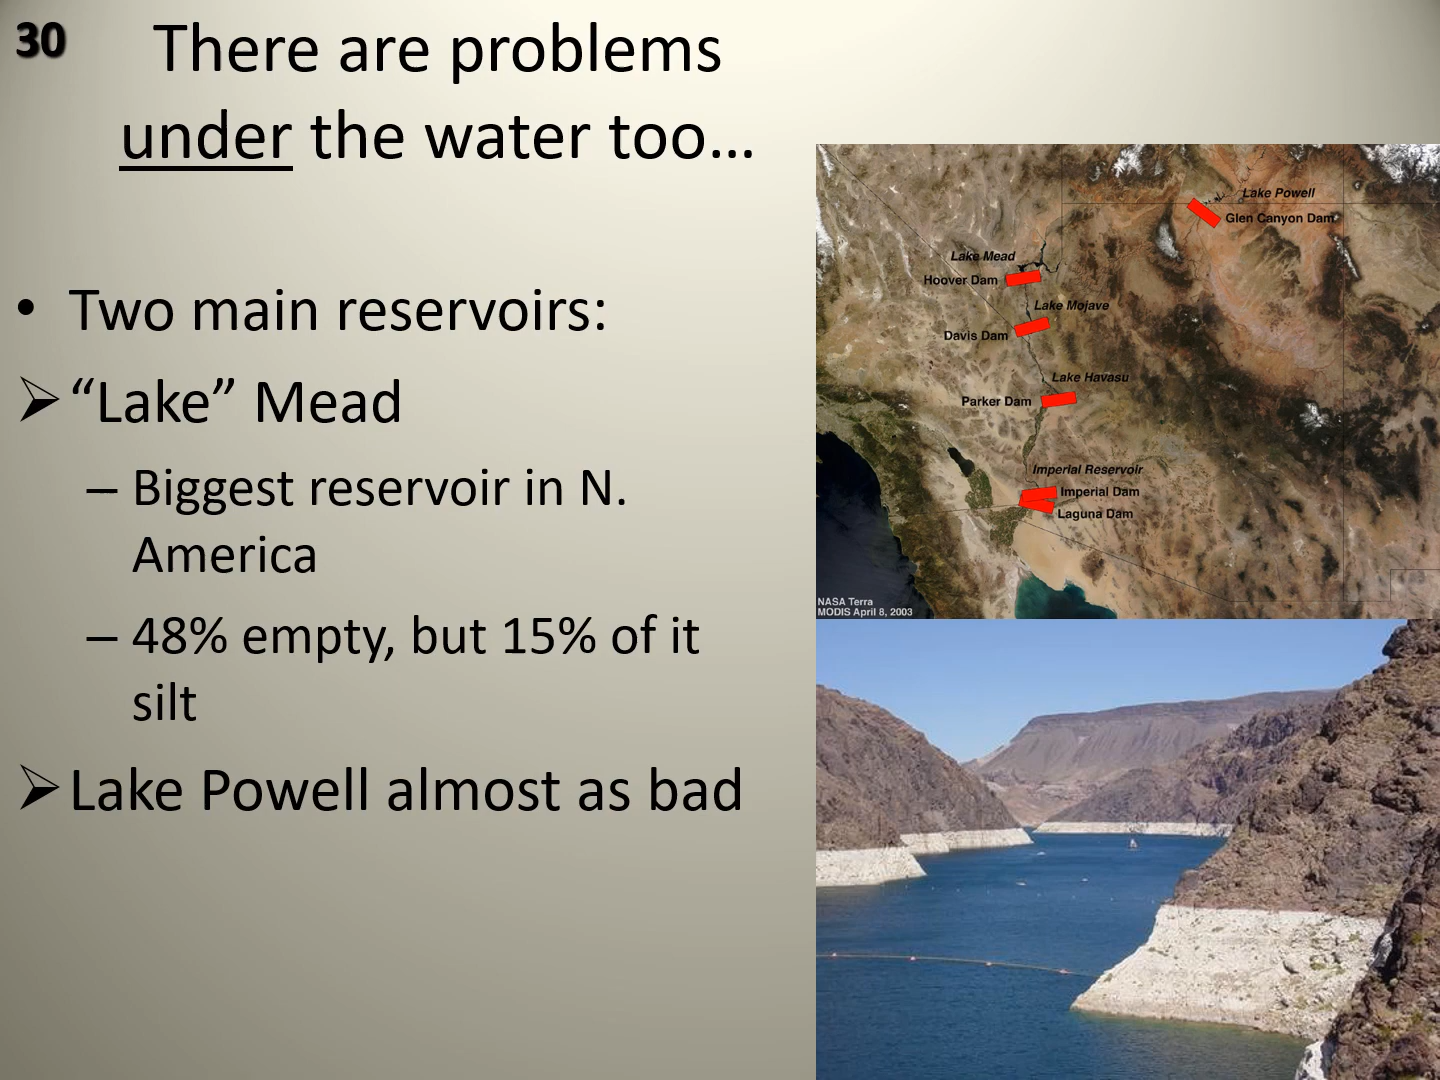 30
There are problems
under the water too…
• Two main reservoirs:
➢ “Lake” Mead
– Biggest reservoir in N.
America
– 48% empty, but 15% of it
silt
➢ Lake Powell almost as bad
Lake Powell
Glen Canyon Dam
Lake Mead
Hoover Dam
Lake Mojave
Davis Dam
Lake Havasu
Parker Dam
Imperial Reservoir
Imperial Dam
Laguna Dam
NASA Terra
MODIS April 8, 2003